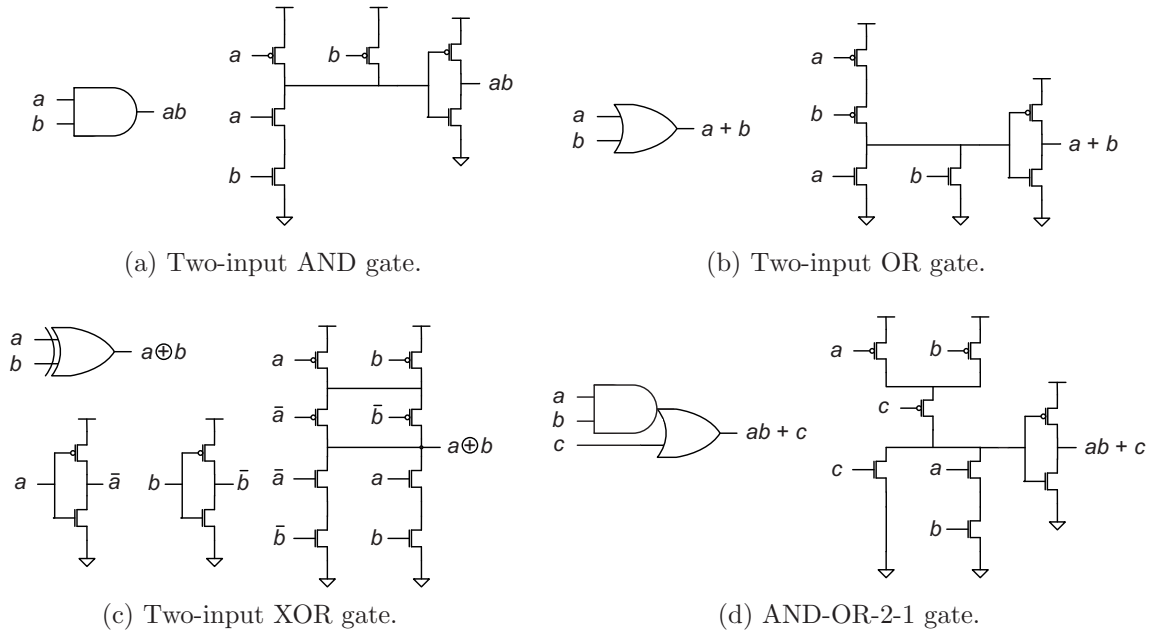 a
b
ab
a
b
a
b
ab
(a) Two-input AND gate.
a
b
a + b
a
b
a
b
a + b
(b) Two-input OR gate.
a
b
a⊕b
a
ā
b
b̄
a
b
ā
b̄
a⊕b
ā
a
b̄
b
(c) Two-input XOR gate.
a
b
c
ab + c
a
b
c
c
a
b
ab + c
(d) AND-OR-2-1 gate.